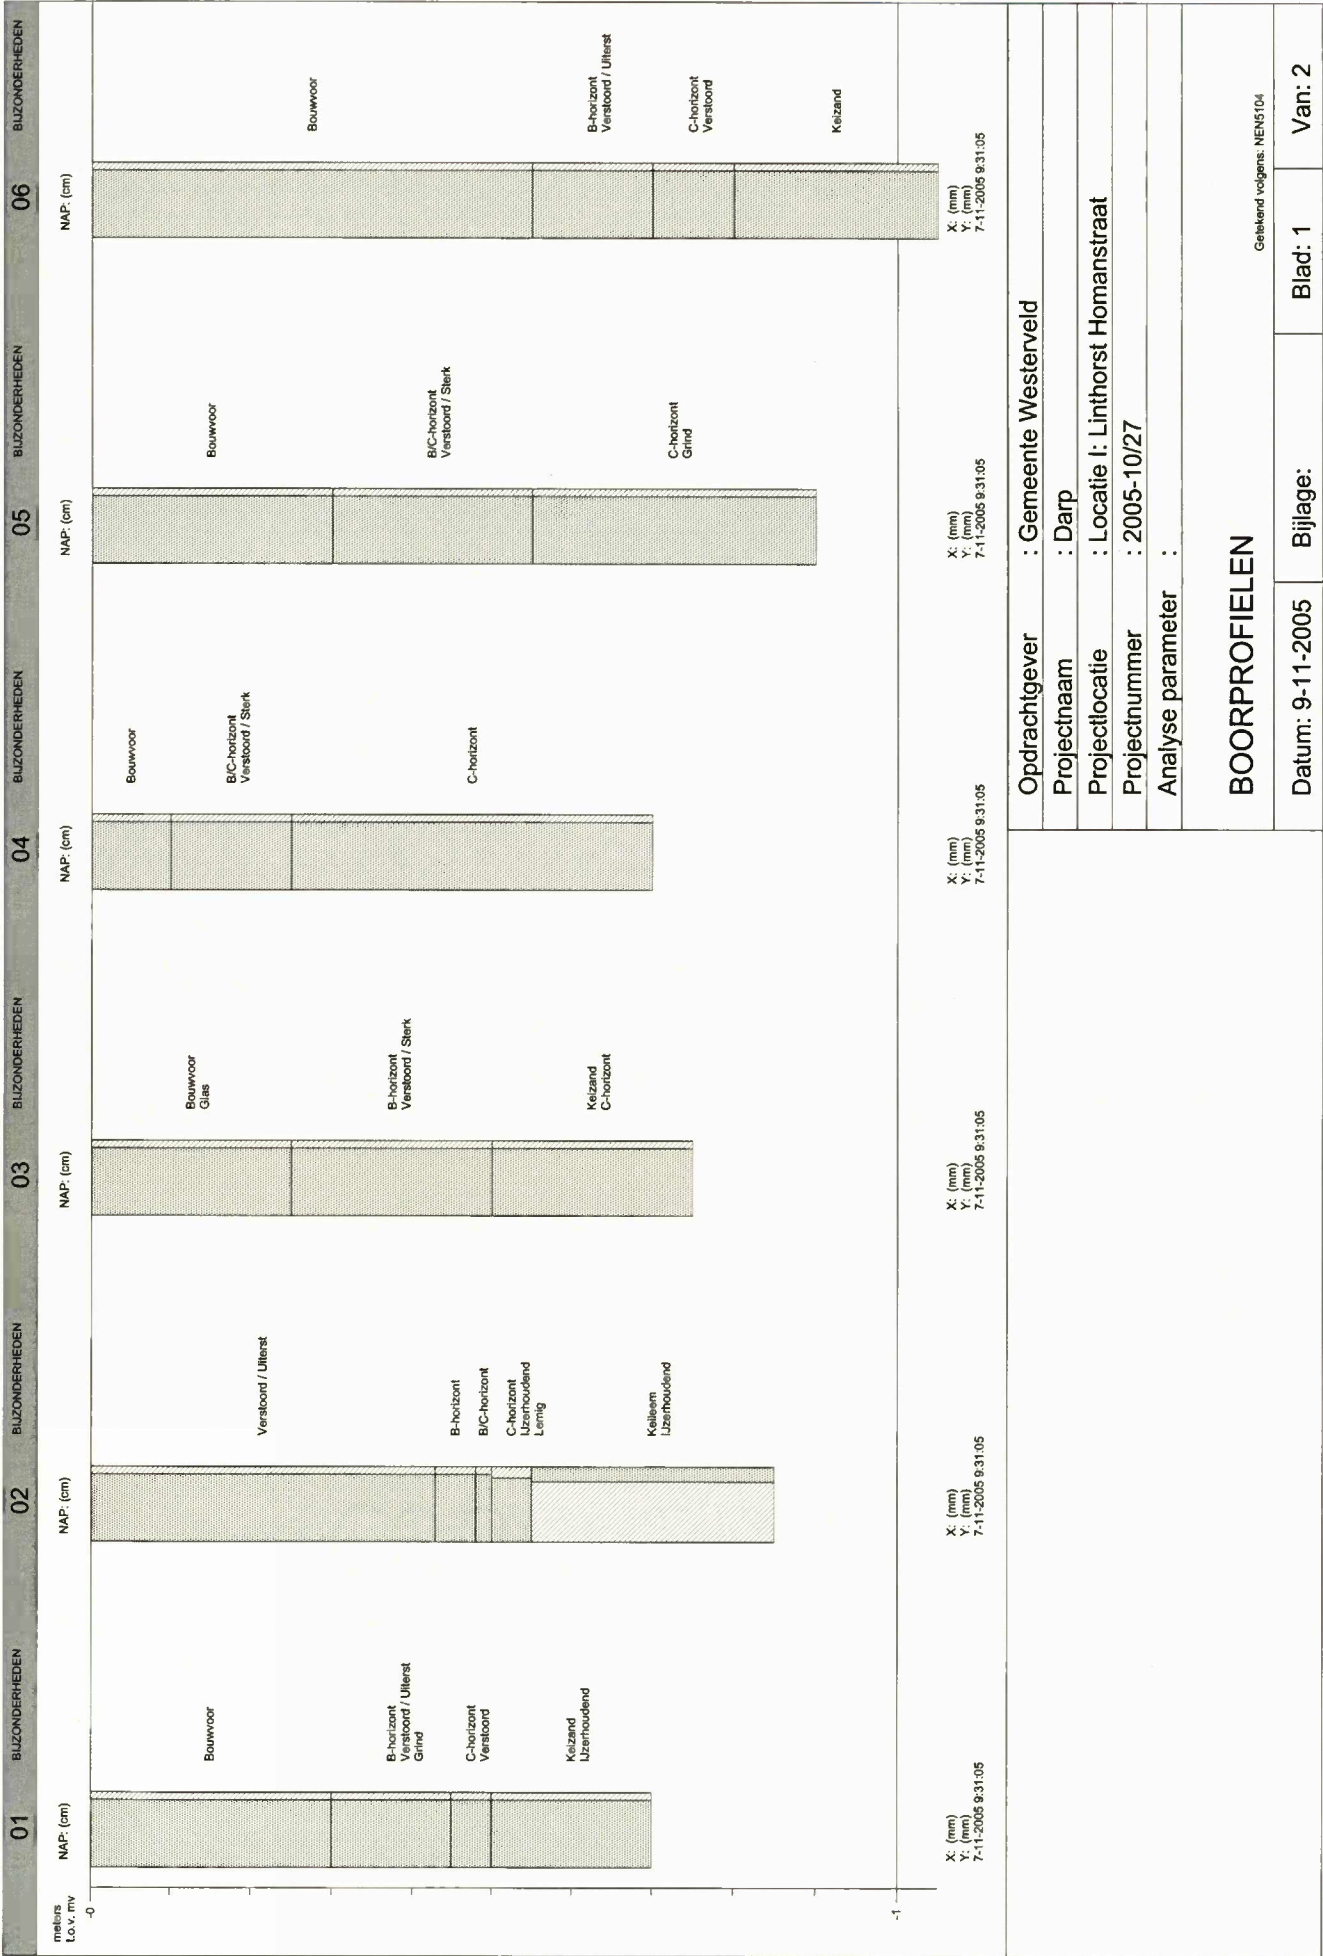 01 BIJZONDERHEDEN 02 BIJZONDERHEDEN 03 BIJZONDERHEDEN 04 BIJZONDERHEDEN 05 BIJZONDERHEDEN 06 BIJZONDERHEDEN
meters
t.o.v. mv
-0
-1
NAP: (cm)
Bouwvoor
B-horizont
Verstoord / Uiterst
Grind
C-horizont
Verstoord
Keizand
IJzerhoudend
X: (mm)
Y: (mm)
7-11-2005 9:31:05
NAP: (cm)
Verstoord / Uiterst
B-horizont
B/C-horizont
C-horizont
IJzerhoudend
Lemig
Keileem
IJzerhoudend
X: (mm)
Y: (mm)
7-11-2005 9:31:05
NAP: (cm)
Bouwvoor
Glas
B-horizont
Verstoord / Sterk
Keizand
C-horizont
X: (mm)
Y: (mm)
7-11-2005 9:31:05
NAP: (cm)
Bouwvoor
B/C-horizont
Verstoord / Sterk
C-horizont
X: (mm)
Y: (mm)
7-11-2005 9:31:05
NAP: (cm)
Bouwvoor
B/C-horizont
Verstoord / Sterk
C-horizont
Grind
X: (mm)
Y: (mm)
7-11-2005 9:31:05
NAP: (cm)
Bouwvoor
B-horizont
Verstoord / Uiterst
C-horizont
Verstoord
Keizand
X: (mm)
Y: (mm)
7-11-2005 9:31:05
Opdrachtgever : Gemeente Westerveld
Projectnaam : Darp
Projectlocatie : Locatie I: Linthorst Homanstraat
Projectnummer : 2005-10/27
Analyse parameter :
BOORPROFIELEN
Getekend volgens: NEN5104
Datum: 9-11-2005 Bijlage: Blad: 1 Van: 2